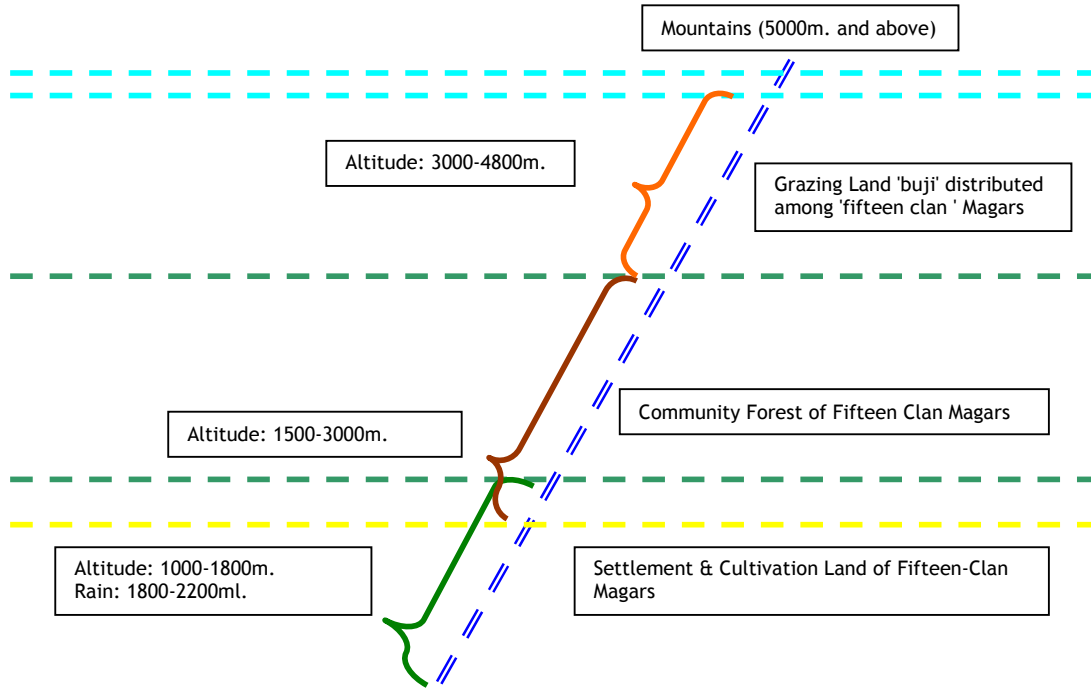 Mountains (5000m. and above)
Altitude: 3000-4800m.
Grazing Land 'buji' distributed
among 'fifteen clan ' Magars
Community Forest of Fifteen Clan Magars
Altitude: 1500-3000m.
Altitude: 1000-1800m.
Rain: 1800-2200ml.
Settlement & Cultivation Land of Fifteen-Clan
Magars